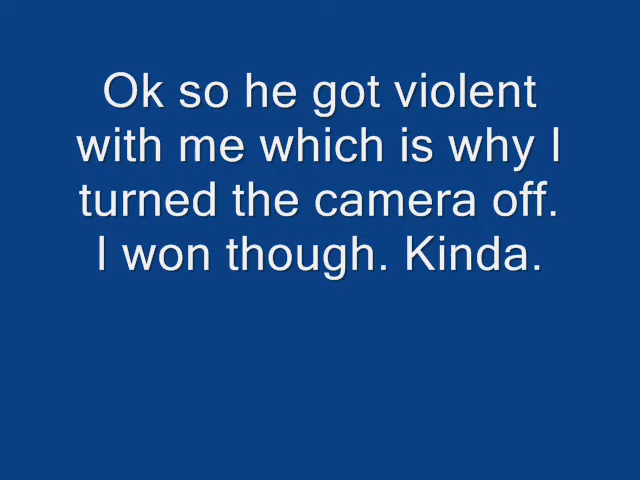 Ok so he got violent
with me which is why I
turned the camera off.
I won though. Kinda.